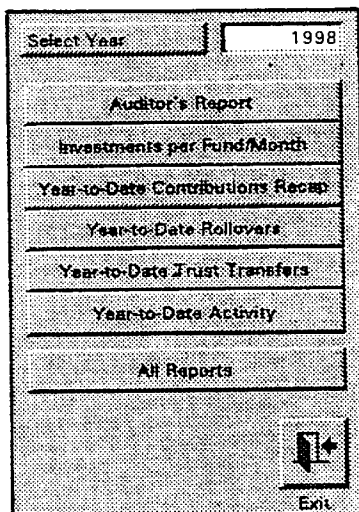 Select Year 1998
Auditor's Report
Investments per Fund/Month
Year-to-Date Contributions Recap
Year-to-Date Rollovers
Year-to-Date Trust Transfers
Year-to-Date Activity
All Reports
Exit